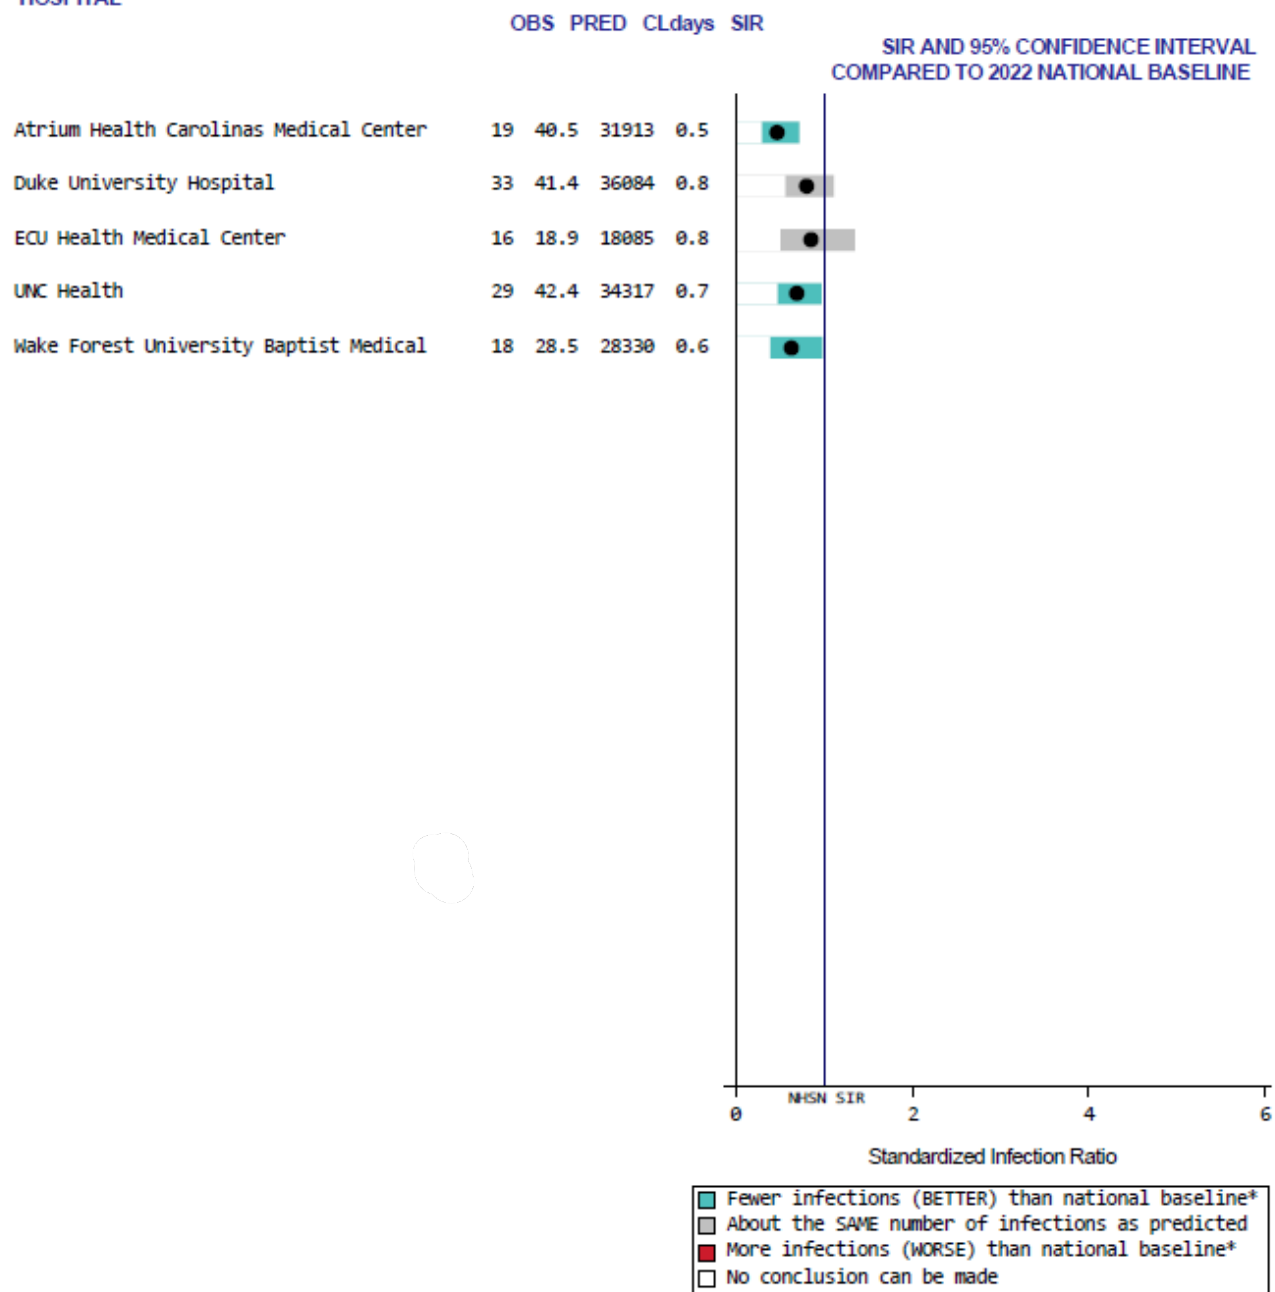 HOSPITAL
OBS PRED CLdays SIR
SIR AND 95% CONFIDENCE INTERVAL
COMPARED TO 2022 NATIONAL BASELINE
Atrium Health Carolinas Medical Center 19 40.5 31913 0.5
Duke University Hospital 33 41.4 36084 0.8
ECU Health Medical Center 16 18.9 18085 0.8
UNC Health 29 42.4 34317 0.7
Wake Forest University Baptist Medical 18 28.5 28330 0.6
NHSN SIR
0 2 4 6
Standardized Infection Ratio
Fewer infections (BETTER) than national baseline*
About the SAME number of infections as predicted
More infections (WORSE) than national baseline*
No conclusion can be made